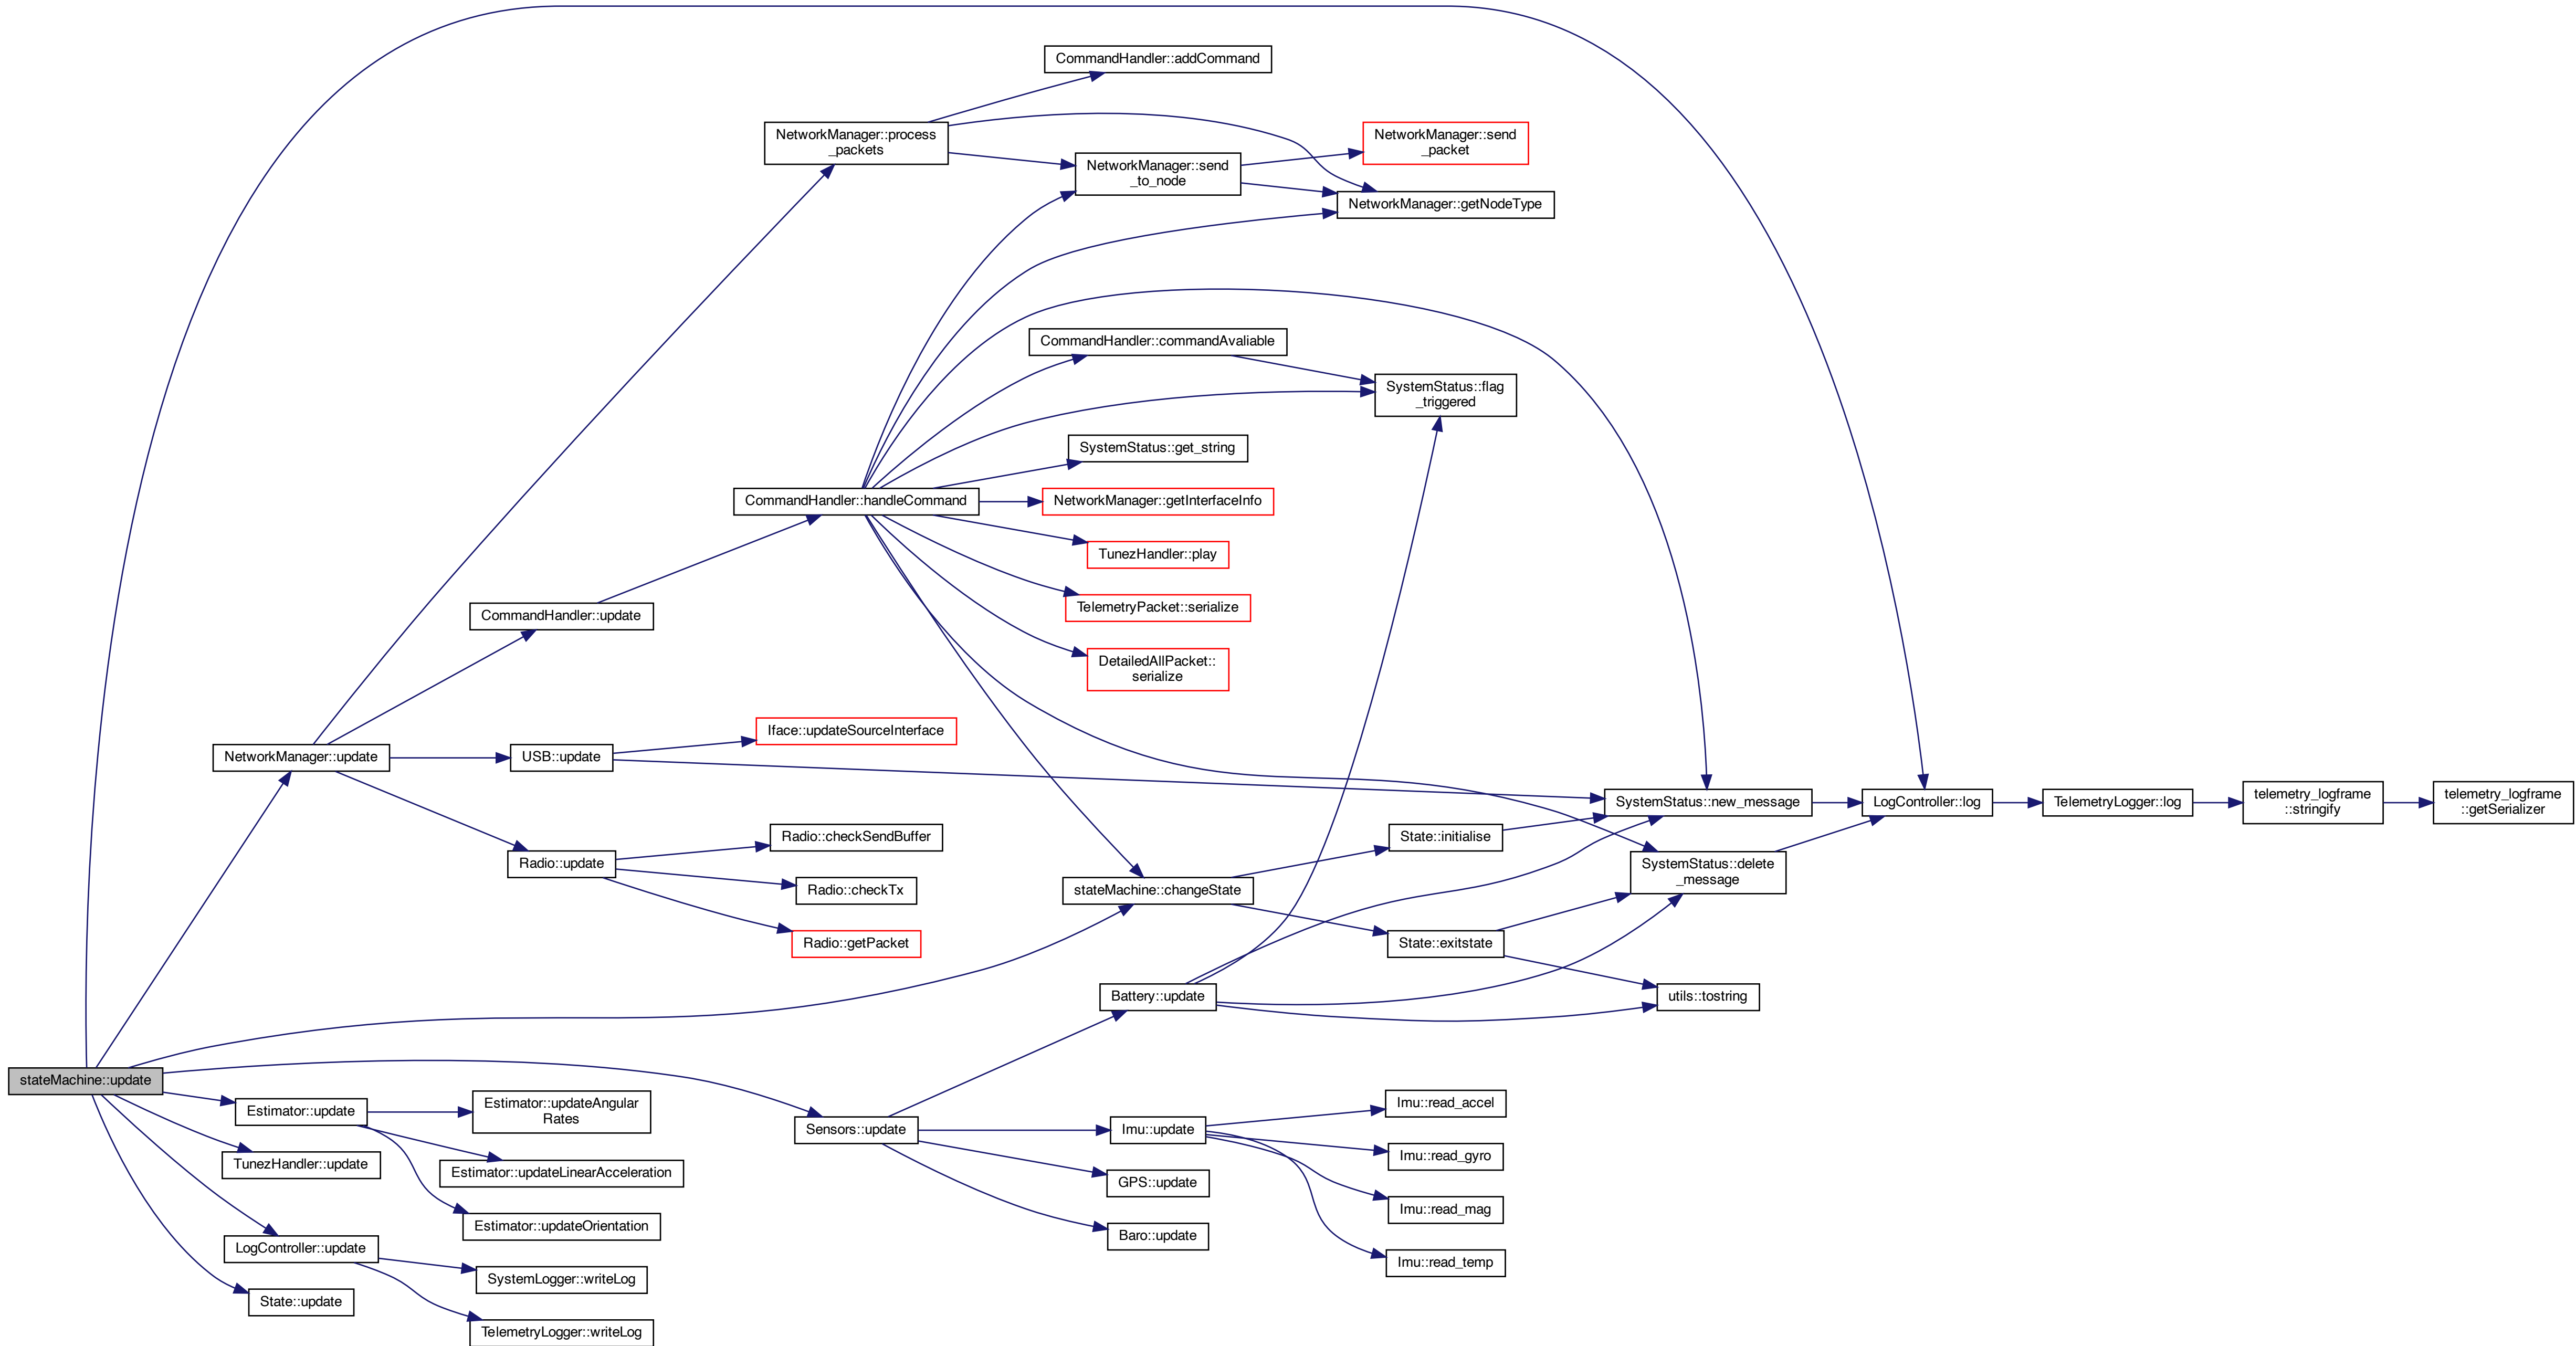 CommandHandler::addCommand
NetworkManager::process
_packets
NetworkManager::send
_packet
NetworkManager::send
_to_node
NetworkManager::getNodeType
CommandHandler::commandAvaliable
SystemStatus::flag
_triggered
SystemStatus::get_string
CommandHandler::handleCommand
NetworkManager::getInterfaceInfo
TunezHandler::play
TelemetryPacket::serialize
CommandHandler::update
DetailedAllPacket::
serialize
Iface::updateSourceInterface
NetworkManager::update
USB::update
SystemStatus::new_message
LogController::log
TelemetryLogger::log
telemetry_logframe
::stringify
telemetry_logframe
::getSerializer
Radio::checkSendBuffer
State::initialise
Radio::update
SystemStatus::delete
_message
Radio::checkTx
stateMachine::changeState
Radio::getPacket
State::exitstate
Battery::update
utils::tostring
stateMachine::update
Estimator::update
Estimator::updateAngular
Rates
Sensors::update
Imu::update
Imu::read_accel
Imu::read_gyro
TunezHandler::update
Estimator::updateLinearAcceleration
GPS::update
Imu::read_mag
Estimator::updateOrientation
Baro::update
LogController::update
Imu::read_temp
SystemLogger::writeLog
State::update
TelemetryLogger::writeLog